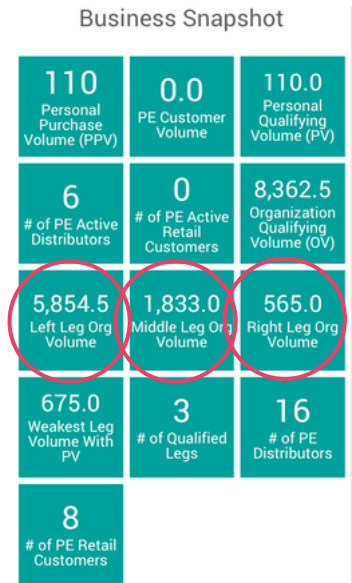 Business Snapshot
110
Personal
Purchase
Volume (PPV)
0.0
PE Customer
Volume
110.0
Personal
Qualifying
Volume (PV)
6
# of PE Active
Distributors
0
# of PE Active
Retail
Customers
8,362.5
Organization
Qualifying
Volume (OV)
5,854.5
Left Leg Org
Volume
1,833.0
Middle Leg Org
Volume
565.0
Right Leg Org
Volume
675.0
Weakest Leg
Volume With
PV
3
# of Qualified
Legs
16
# of PE
Distributors
8
# of PE Retail
Customers